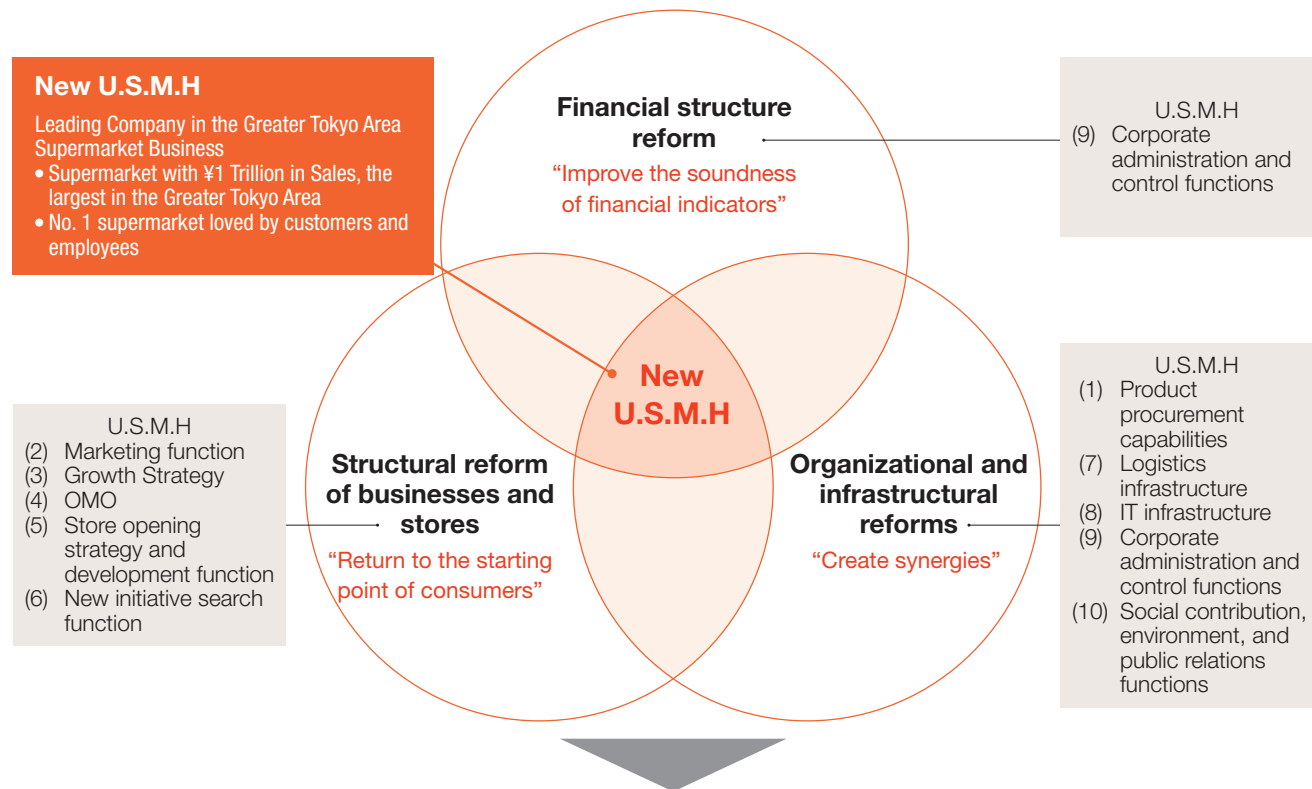 New U.S.M.H
Leading Company in the Greater Tokyo Area
Supermarket Business
• Supermarket with ¥1 Trillion in Sales, the
largest in the Greater Tokyo Area
• No. 1 supermarket loved by customers and
employees
Financial structure
reform
“Improve the soundness
of financial indicators”
U.S.M.H
(9) Corporate
administration and
control functions
New
U.S.M.H
U.S.M.H
(2) Marketing function
(3) Growth Strategy
(4) OMO
(5) Store opening
strategy and
development function
(6) New initiative search
function
Structural reform
of businesses and
stores
“Return to the starting
point of consumers”
Organizational and
infrastructural
reforms
“Create synergies”
U.S.M.H
(1) Product
procurement
capabilities
(7) Logistics
infrastructure
(8) IT infrastructure
(9) Corporate
administration and
control functions
(10) Social contribution,
environment, and
public relations
functions